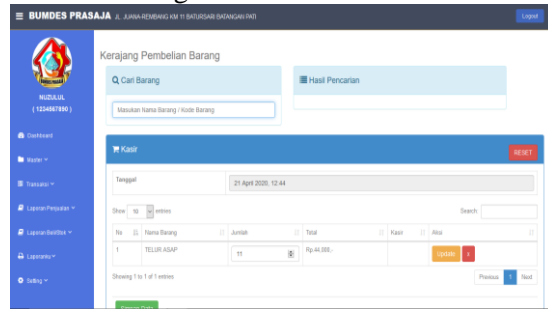 BUMDES PRASAJA JL. JUANA-REMBANG KM 11 BATURSARI BATANGAN PATI
Logout
NUZULUL
( 1234567890 )
Dashboard
Master
Transaksi
Laporan Penjualan
Laporan Beli/Stok
Laporanku
Setting
Kerajang Pembelian Barang
Cari Barang
Masukan Nama Barang / Kode Barang
Hasil Pencarian
Kasir
RESET
Tanggal
21 April 2020, 12:44
Show 10 entries
Search:
No Nama Barang Jumlah Total Kasir Aksi
1 TELUR ASAP 11 Rp.44,000,- Update x
Showing 1 to 1 of 1 entries
Previous 1 Next